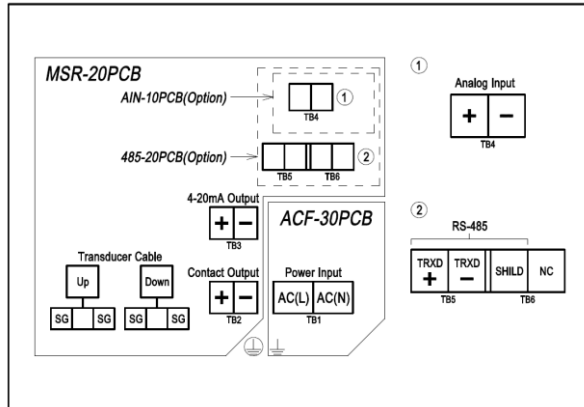 MSR-20PCB
AIN-10PCB(Option)
1
TB4
485-20PCB(Option)
2
TB5 TB6
4-20mA Output
+ −
TB3
ACF-30PCB
Transducer Cable
Up Down
SG SG SG SG
Contact Output
+ −
TB2
Power Input
AC(L) AC(N)
TB1
1
Analog Input
+ −
TB4
2
RS-485
TRXD + TRXD − SHILD NC
TB5 TB6